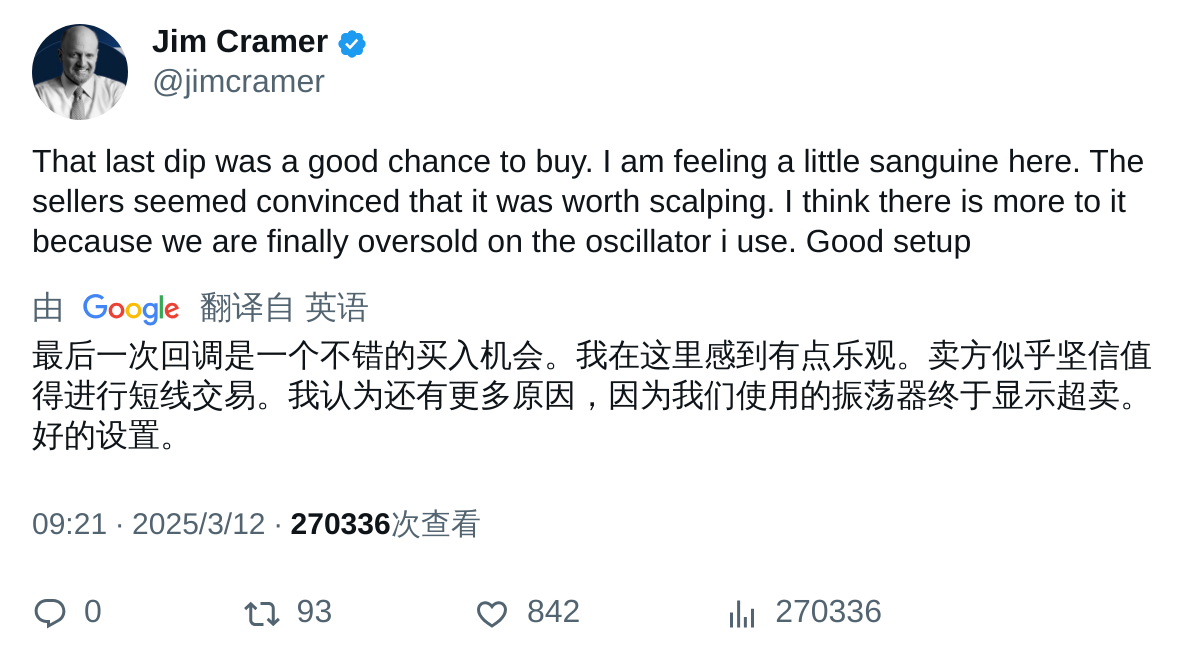 Jim Cramer
@jimcramer
That last dip was a good chance to buy. I am feeling a little sanguine here. The
sellers seemed convinced that it was worth scalping. I think there is more to it
because we are finally oversold on the oscillator i use. Good setup
由 Google 翻译自 英语
最后一次回调是一个不错的买入机会。我在这里感到有点乐观。卖方似乎坚信值
得进行短线交易。我认为还有更多原因，因为我们使用的振荡器终于显示超卖。
好的设置。
09:21 · 2025/3/12 · 270336次查看
0 93 842 270336